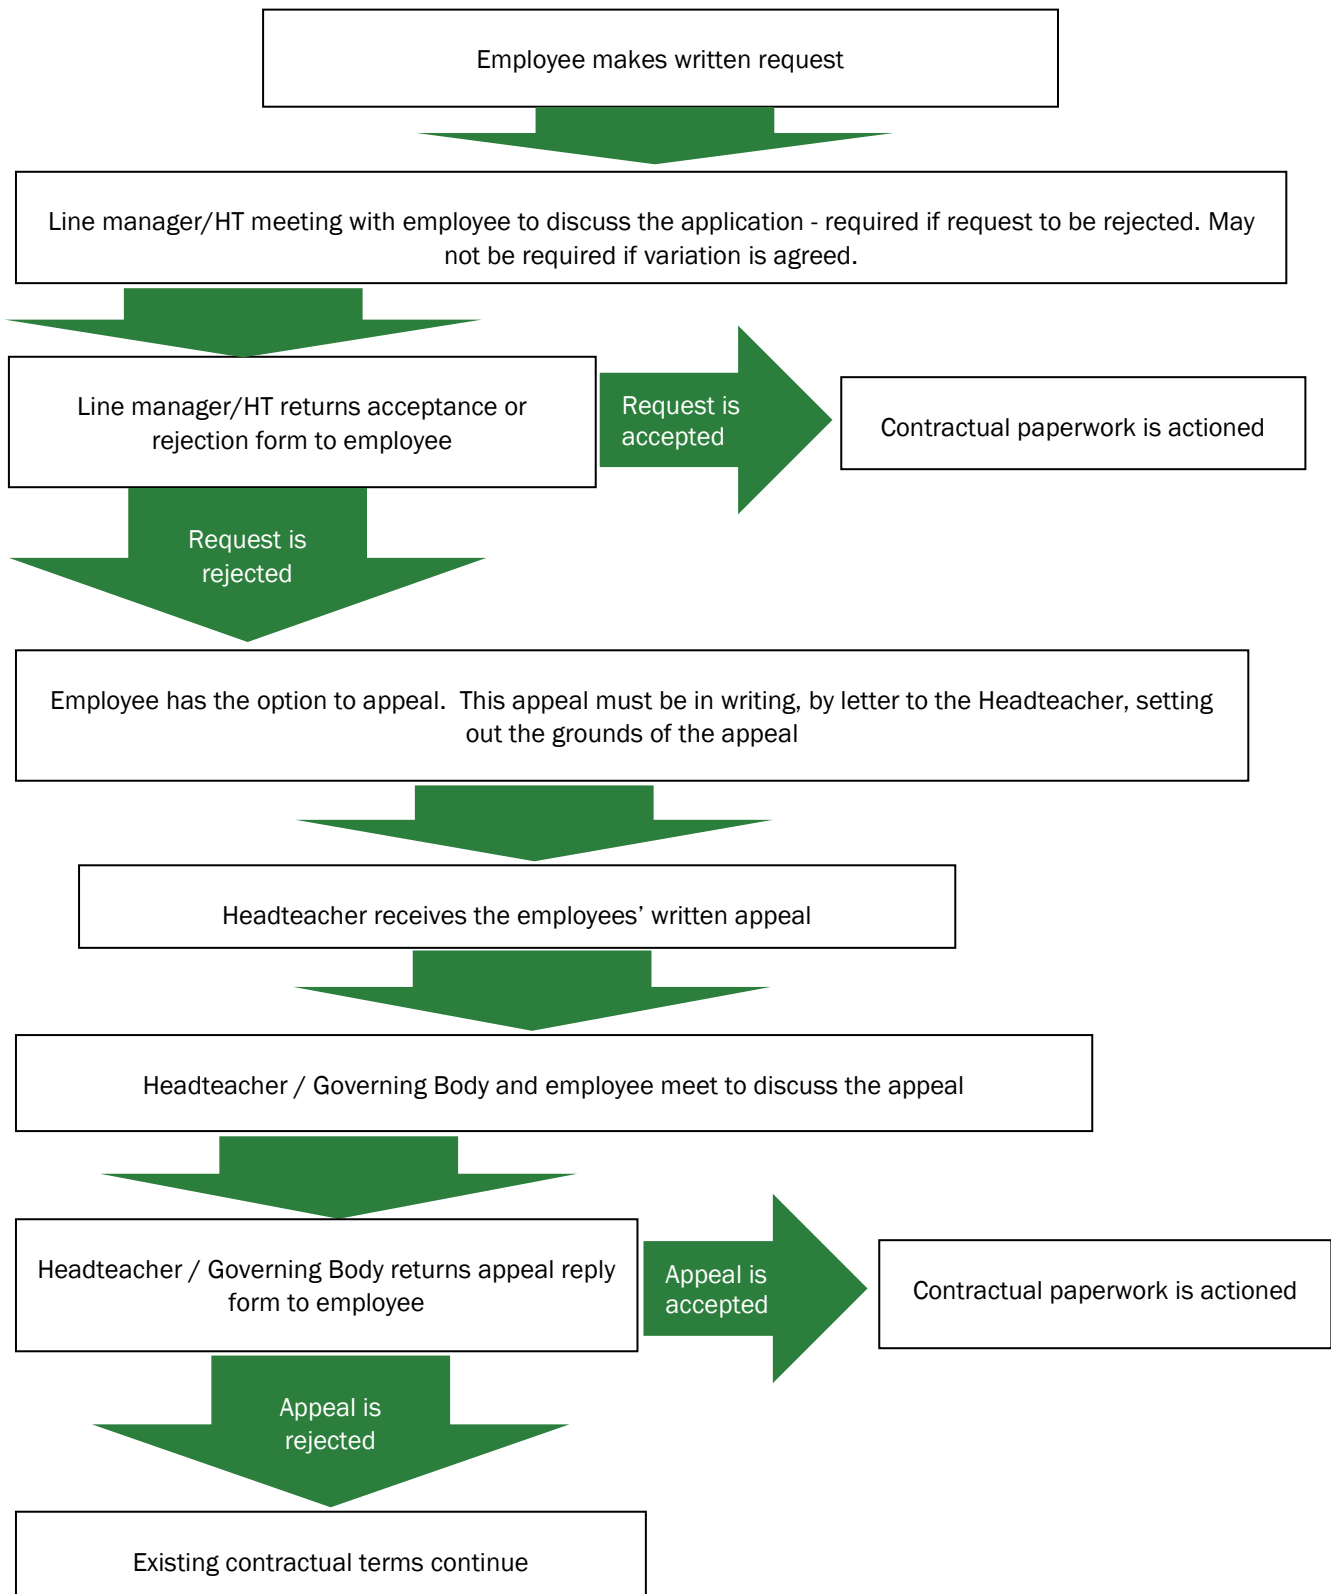 Employee makes written request
Line manager/HT meeting with employee to discuss the application - required if request to be rejected. May
not be required if variation is agreed.
Line manager/HT returns acceptance or
rejection form to employee
Request is
accepted
Contractual paperwork is actioned
Request is
rejected
Employee has the option to appeal.  This appeal must be in writing, by letter to the Headteacher, setting
out the grounds of the appeal
Headteacher receives the employees’ written appeal
Headteacher / Governing Body and employee meet to discuss the appeal
Headteacher / Governing Body returns appeal reply
form to employee
Appeal is
accepted
Contractual paperwork is actioned
Appeal is
rejected
Existing contractual terms continue